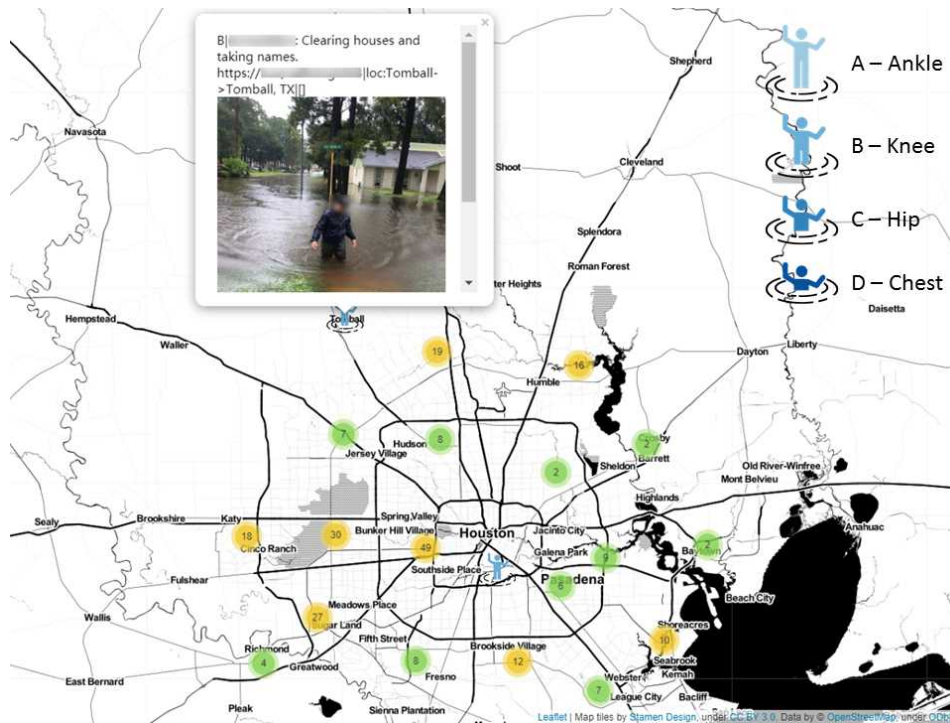 B| : Clearing houses and
taking names.
https:// |loc:Tomball-
>Tomball, TX|[]
×
A – Ankle
B – Knee
C – Hip
D – Chest
Shepherd
Navasota
Shoot
Cleveland
Splendora
Roman Forest
ter Heights
Daisetta
Hempstead
Tomball
Waller
19
16
Dayton
Liberty
Humble
7
Hudson
8
Jersey Village
2
Crosby
Barrett
2
Sheldon
Old River-Winfree
Mont Belvieu
Highlands
Sealy
Brookshire
Katy
Spring Valley
Bunker Hill Village
Houston
Jacinto City
Anahuac
18
30
49
Cinco Ranch
Galena Park
9
Baytown
2
Southside Place
Pasadena
6
Fulshear
Beach City
Wallis
Meadows Place
27
Sugar Land
Shoreacres
Fifth Street
10
Richmond
4
Greatwood
8
Brookside Village
12
Seabrook
Kemah
Fresno
Webster
7
League City
Bacliff
East Bernard
Pleak
Sienna Plantation
Leaflet | Map tiles by Stamen Design, under CC BY 3.0. Data by © OpenStreetMap, under ODb